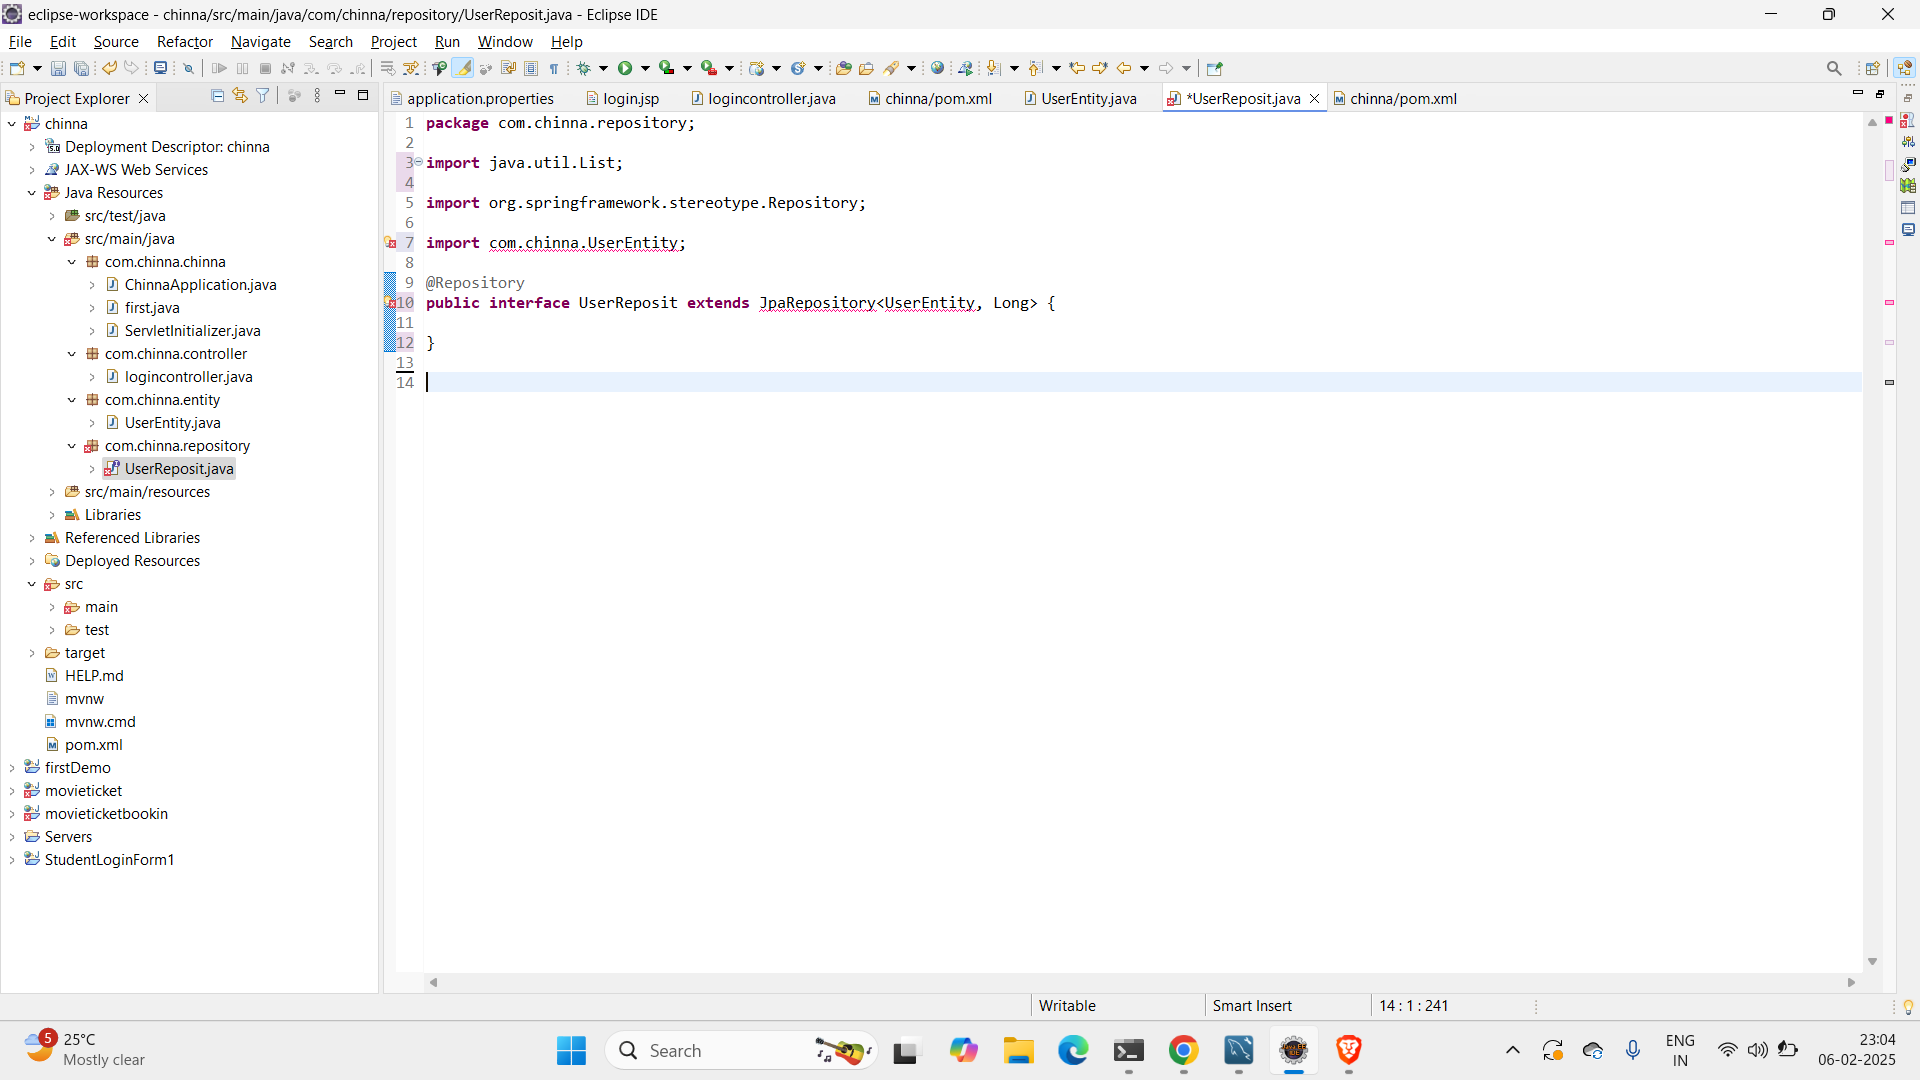 eclipse-workspace - chinna/src/main/java/com/chinna/repository/UserReposit.java - Eclipse IDE
File Edit Source Refactor Navigate Search Project Run Window Help
Project Explorer
application.properties login.jsp logincontroller.java chinna/pom.xml UserEntity.java *UserReposit.java chinna/pom.xml
chinna
Deployment Descriptor: chinna
JAX-WS Web Services
Java Resources
src/test/java
src/main/java
com.chinna.chinna
ChinnaApplication.java
first.java
ServletInitializer.java
com.chinna.controller
logincontroller.java
com.chinna.entity
UserEntity.java
com.chinna.repository
UserReposit.java
src/main/resources
Libraries
Referenced Libraries
Deployed Resources
src
main
test
target
HELP.md
mvnw
mvnw.cmd
pom.xml
firstDemo
movieticket
movieticketbookin
Servers
StudentLoginForm1
1 package com.chinna.repository;
2
3 import java.util.List;
4
5 import org.springframework.stereotype.Repository;
6
7 import com.chinna.UserEntity;
8
9 @Repository
10 public interface UserReposit extends JpaRepository<UserEntity, Long> {
11
12 }
13
14
Writable Smart Insert 14 : 1 : 241
5
25°C
Mostly clear
Search
ENG
IN
23:04
06-02-2025